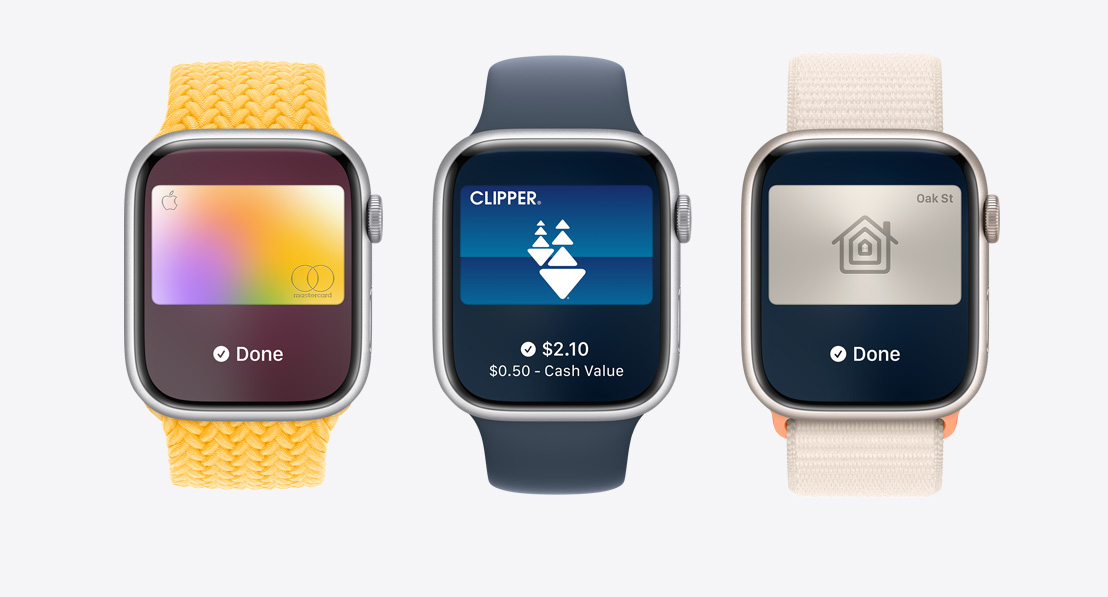 mastercard
Done
CLIPPER®
$2.10
$0.50 - Cash Value
Oak St
Done